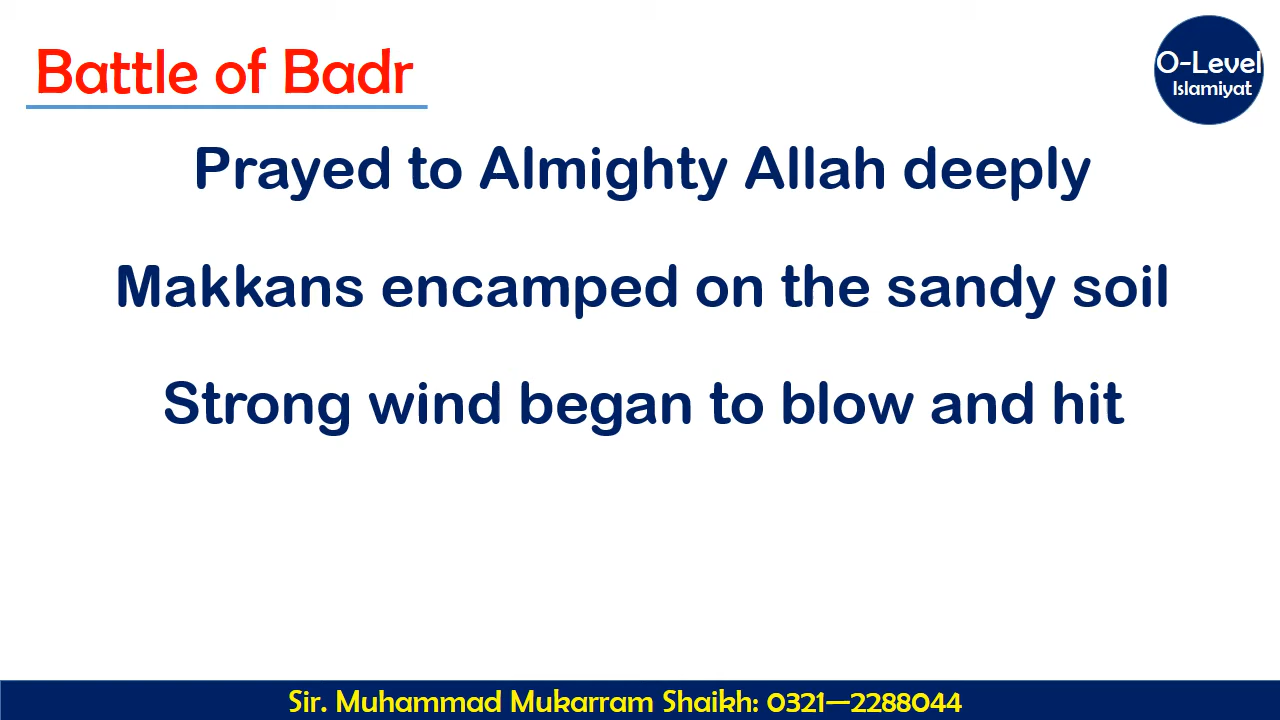 Battle of Badr
O-Level
Islamiyat
Prayed to Almighty Allah deeply
Makkans encamped on the sandy soil
Strong wind began to blow and hit
Sir. Muhammad Mukarram Shaikh: 0321—2288044